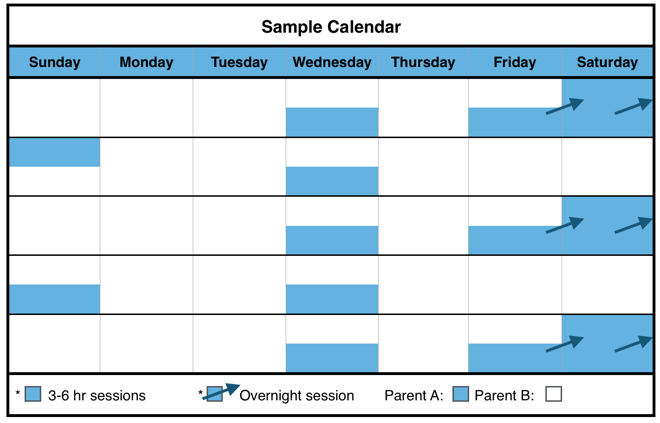 Sample Calendar
Sunday Monday Tuesday Wednesday Thursday Friday Saturday
* 3-6 hr sessions * Overnight session Parent A: Parent B: